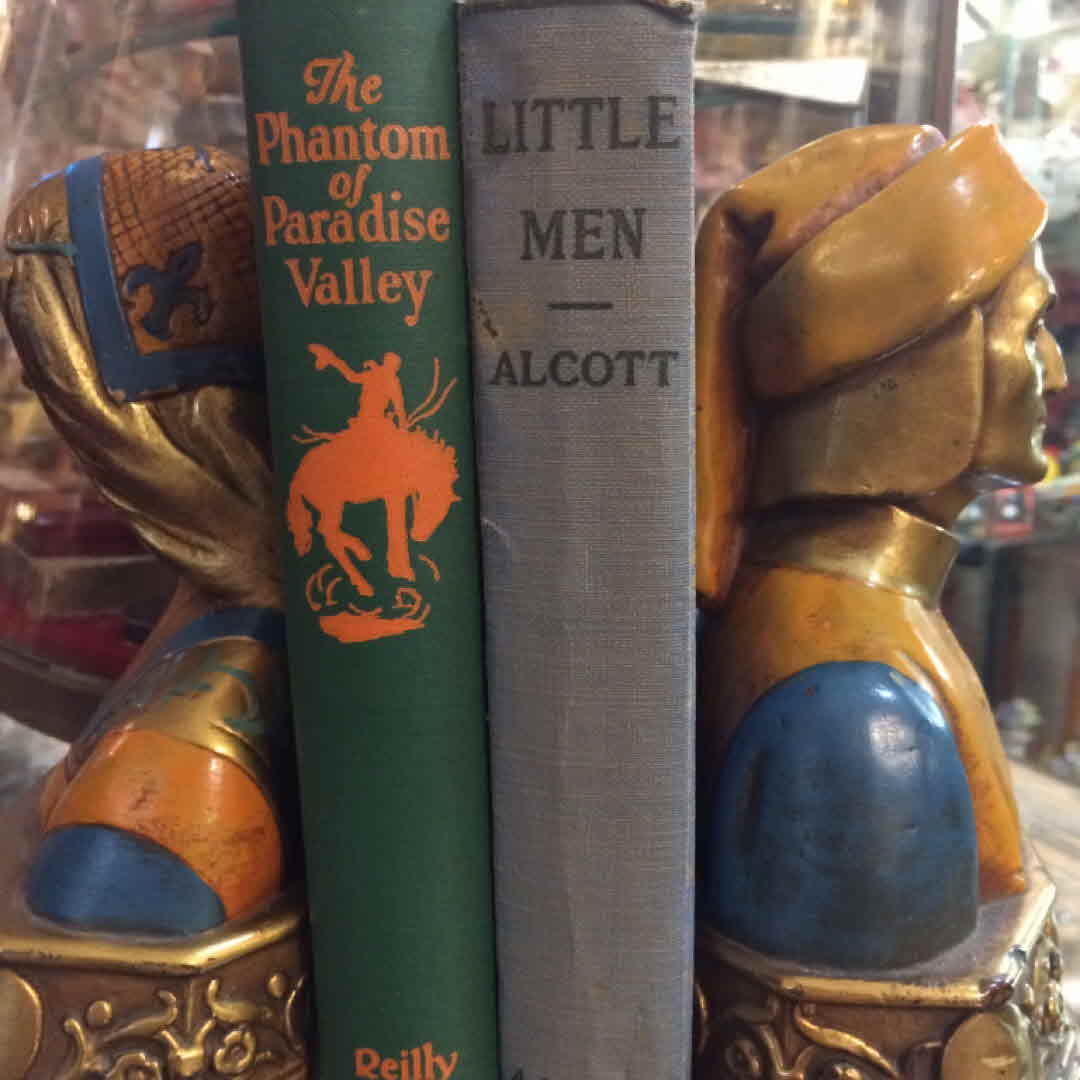 The
Phantom
of
Paradise
Valley
Reilly
LITTLE
MEN
ALCOTT